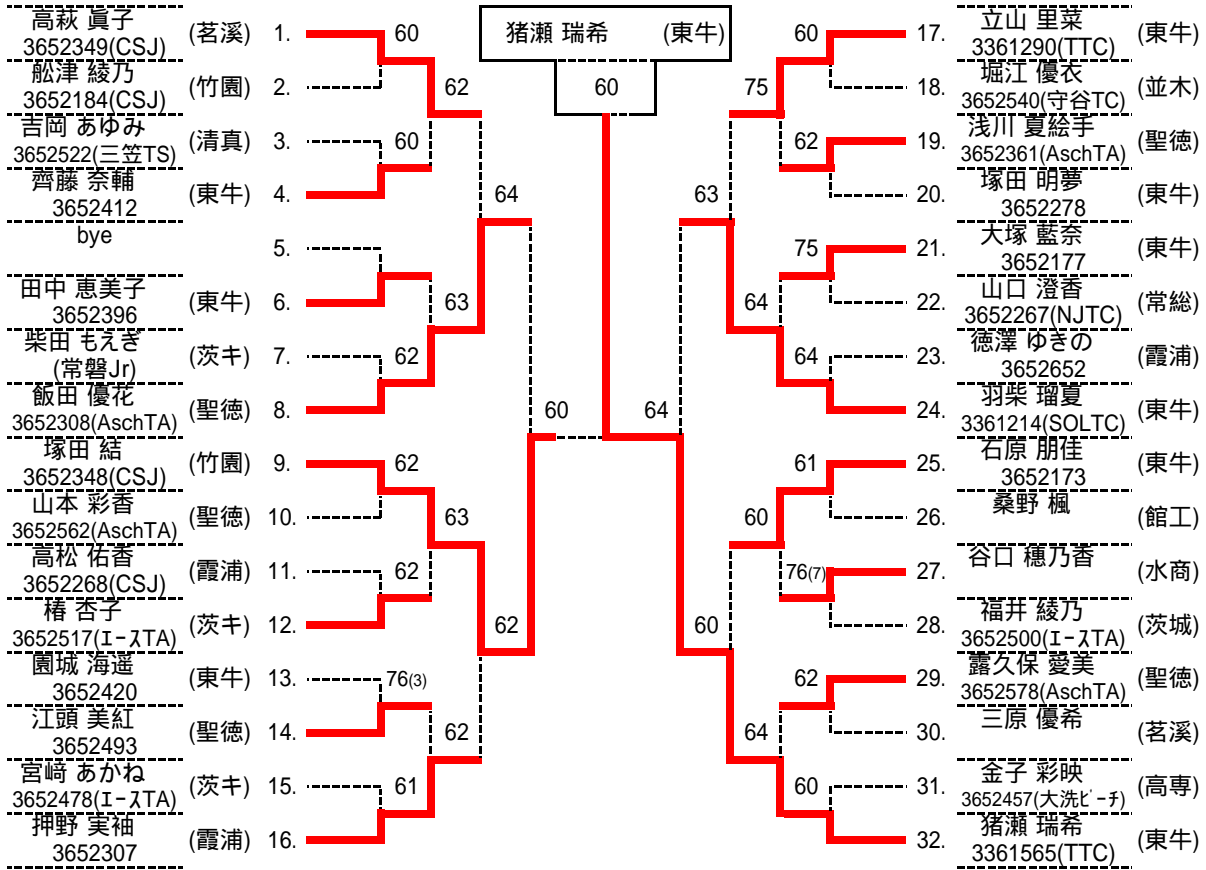 猪瀬 瑞希 (東牛)
60
高萩 眞子
3652349(CSJ)
(茗溪) 1.
舩津 綾乃
3652184(CSJ)
(竹園) 2.
吉岡 あゆみ
3652522(三笠TS)
(清真) 3.
齊藤 奈輔
3652412
(東牛) 4.
bye
5.
田中 恵美子
3652396
(東牛) 6.
柴田 もえぎ
(常磐Jr)
(茨キ) 7.
飯田 優花
3652308(AschTA)
(聖徳) 8.
塚田 結
3652348(CSJ)
(竹園) 9.
山本 彩香
3652562(AschTA)
(聖徳) 10.
高松 佑香
3652268(CSJ)
(霞浦) 11.
椿 杏子
3652517(エースTA)
(茨キ) 12.
園城 海遥
3652420
(東牛) 13.
江頭 美紅
3652493
(聖徳) 14.
宮﨑 あかね
3652478(エースTA)
(茨キ) 15.
押野 実袖
3652307
(霞浦) 16.
60
60
62
62
62
76(3)
61
62
63
63
62
64
62
60
64
63
60
75
64
60
64
60
62
75
64
61
76(7)
62
60
17.
立山 里菜
3361290(TTC)
(東牛)
18.
堀江 優衣
3652540(守谷TC)
(並木)
19.
浅川 夏絵手
3652361(AschTA)
(聖徳)
20.
塚田 明夢
3652278
(東牛)
21.
大塚 藍奈
3652177
(東牛)
22.
山口 澄香
3652267(NJTC)
(常総)
23.
徳澤 ゆきの
3652652
(霞浦)
24.
羽柴 瑠夏
3361214(SOLTC)
(東牛)
25.
石原 朋佳
3652173
(東牛)
26.
桑野 楓
(館工)
27.
谷口 穂乃香
(水商)
28.
福井 綾乃
3652500(エースTA)
(茨城)
29.
露久保 愛美
3652578(AschTA)
(聖徳)
30.
三原 優希
(茗溪)
31.
金子 彩映
3652457(大洗ビーチ)
(高専)
32.
猪瀬 瑞希
3361565(TTC)
(東牛)